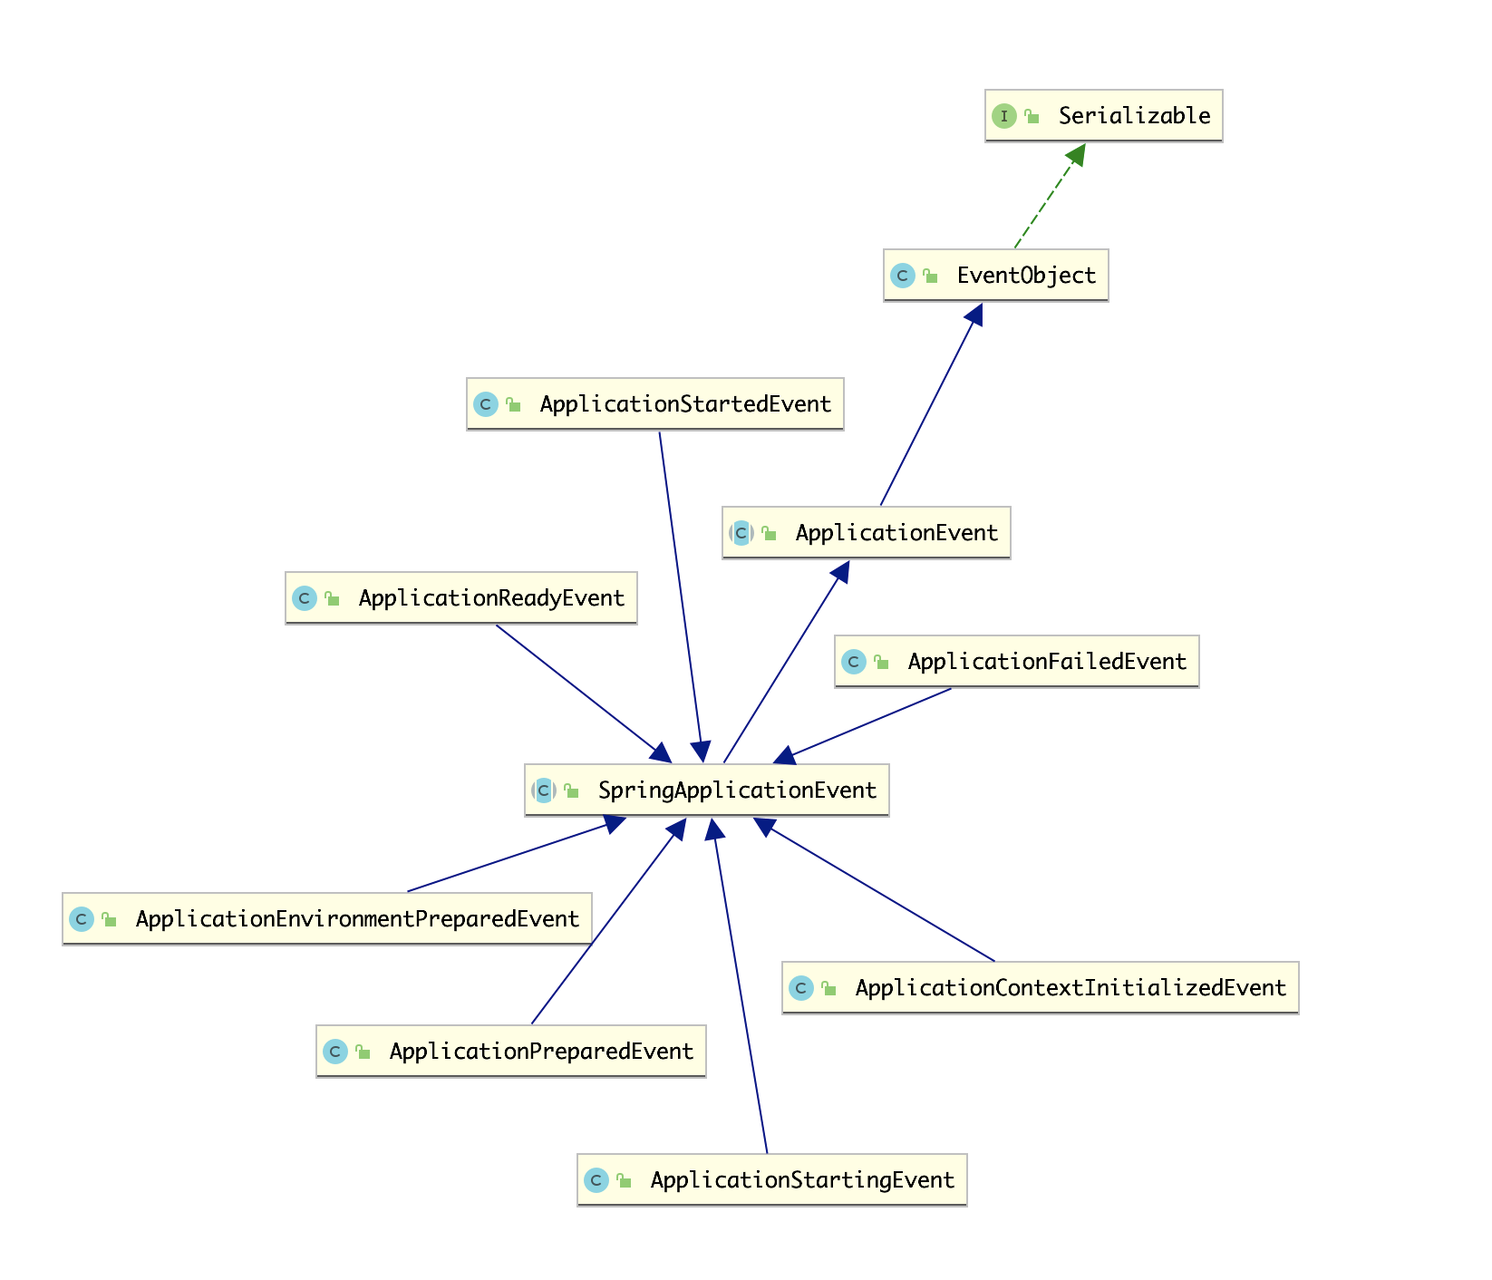 I Serializable
C EventObject
C ApplicationStartedEvent
C ApplicationEvent
C ApplicationReadyEvent
C ApplicationFailedEvent
C SpringApplicationEvent
C ApplicationEnvironmentPreparedEvent
C ApplicationContextInitializedEvent
C ApplicationPreparedEvent
C ApplicationStartingEvent